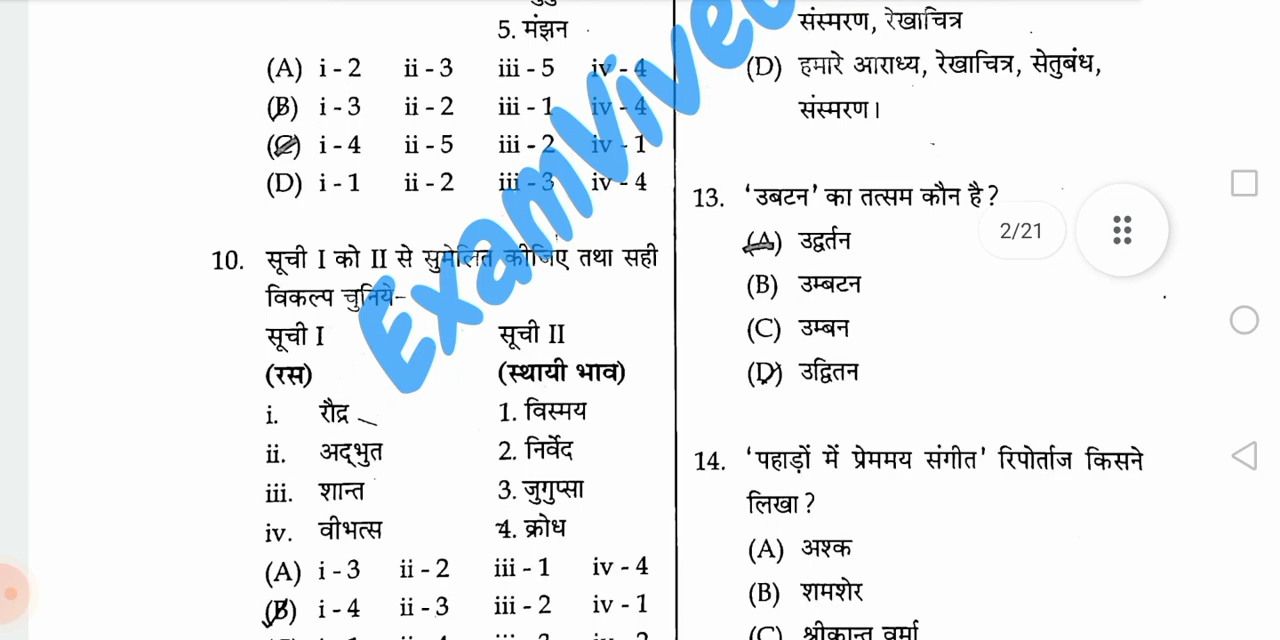 5. मंझन
(A) i - 2 ii - 3 iii - 5 iv - 4
(B) i - 3 ii - 2 iii - 1 iv - 4
(C) i - 4 ii - 5 iii - 2 iv - 1
(D) i - 1 ii - 2 iii - 3 iv - 4
10. सूची I को II से सुमेलित कीजिए तथा सही
विकल्प चुनिये-
सूची I सूची II
(रस) (स्थायी भाव)
i. रौद्र 1. विस्मय
ii. अद्भुत 2. निर्वेद
iii. शान्त 3. जुगुप्सा
iv. वीभत्स 4. क्रोध
(A) i - 3 ii - 2 iii - 1 iv - 4
(B) i - 4 ii - 3 iii - 2 iv - 1
संस्मरण, रेखाचित्र
(D) हमारे आराध्य, रेखाचित्र, सेतुबंध,
संस्मरण।
13. ‘उबटन’ का तत्सम कौन है?
(A) उद्वर्तन
(B) उम्बटन
(C) उम्बन
(D) उद्वितन
14. ‘पहाड़ों में प्रेममय संगीत’ रिपोर्ताज किसने
लिखा?
(A) अश्क
(B) शमशेर
(C) श्रीकान्त वर्मा
2/21